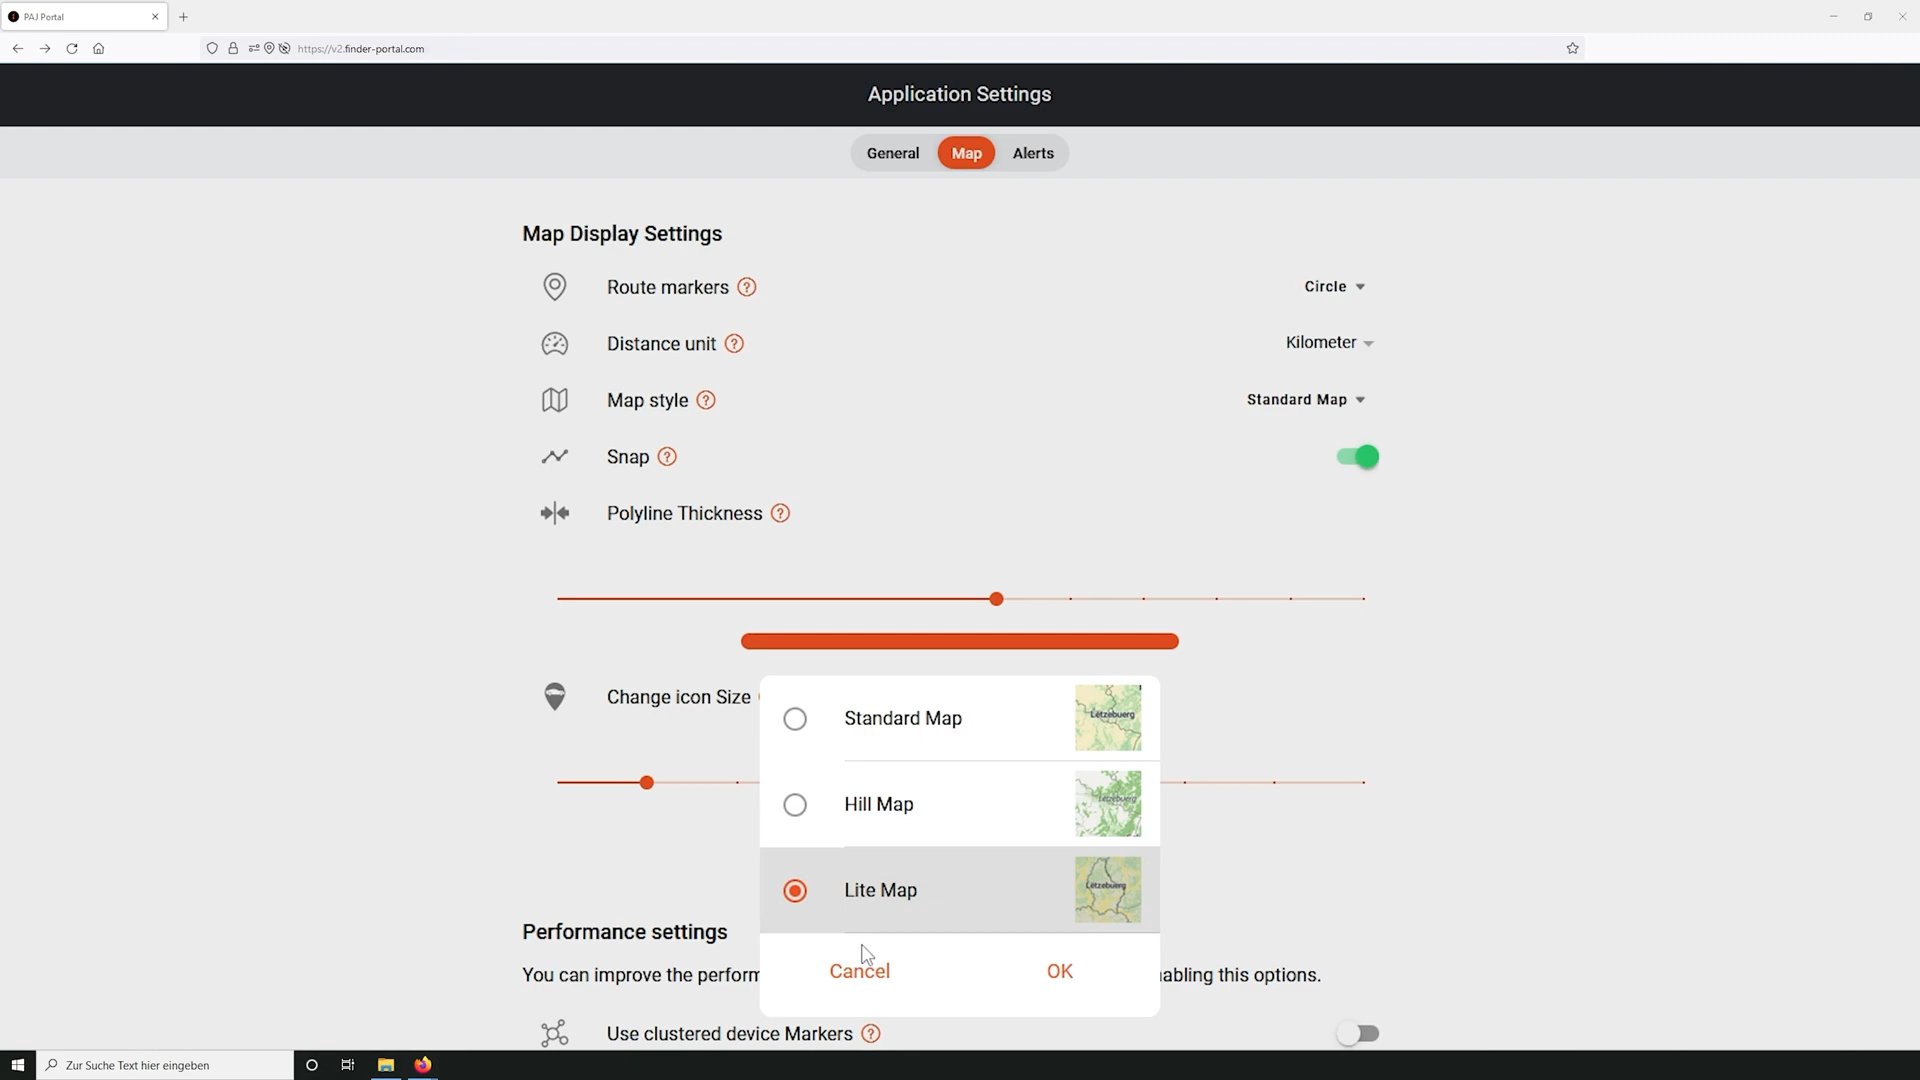 PAJ Portal
https://v2.finder-portal.com
Application Settings
General
Map
Alerts
Map Display Settings
Route markers ?
Circle
Distance unit ?
Kilometer
Map style ?
Standard Map
Snap ?
Polyline Thickness ?
Change icon Size
Standard Map
Lëtzebuerg
Hill Map
Lëtzebuerg
Lite Map
Lëtzebuerg
Cancel
OK
Performance settings
You can improve the perform
abling this options.
Use clustered device Markers ?
Zur Suche Text hier eingeben